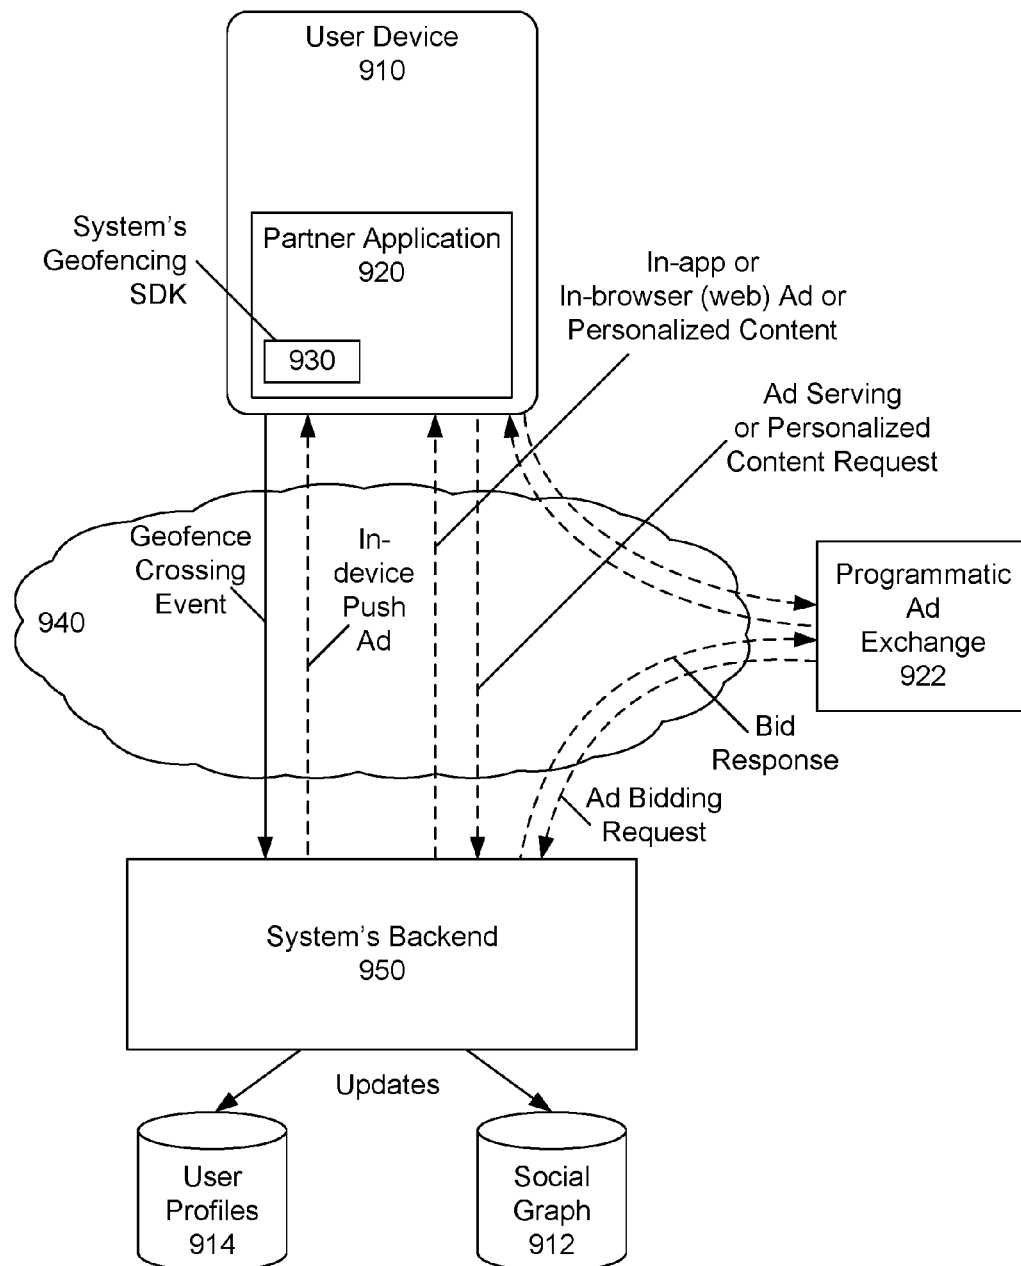 User Device
910
System's
Geofencing
SDK
Partner Application
920
930
In-app or
In-browser (web) Ad or
Personalized Content
Ad Serving
or Personalized
Content Request
Geofence
Crossing
Event
In-
device
Push
Ad
940
Programmatic
Ad
Exchange
922
Bid
Response
Ad Bidding
Request
System's Backend
950
Updates
User
Profiles
914
Social
Graph
912